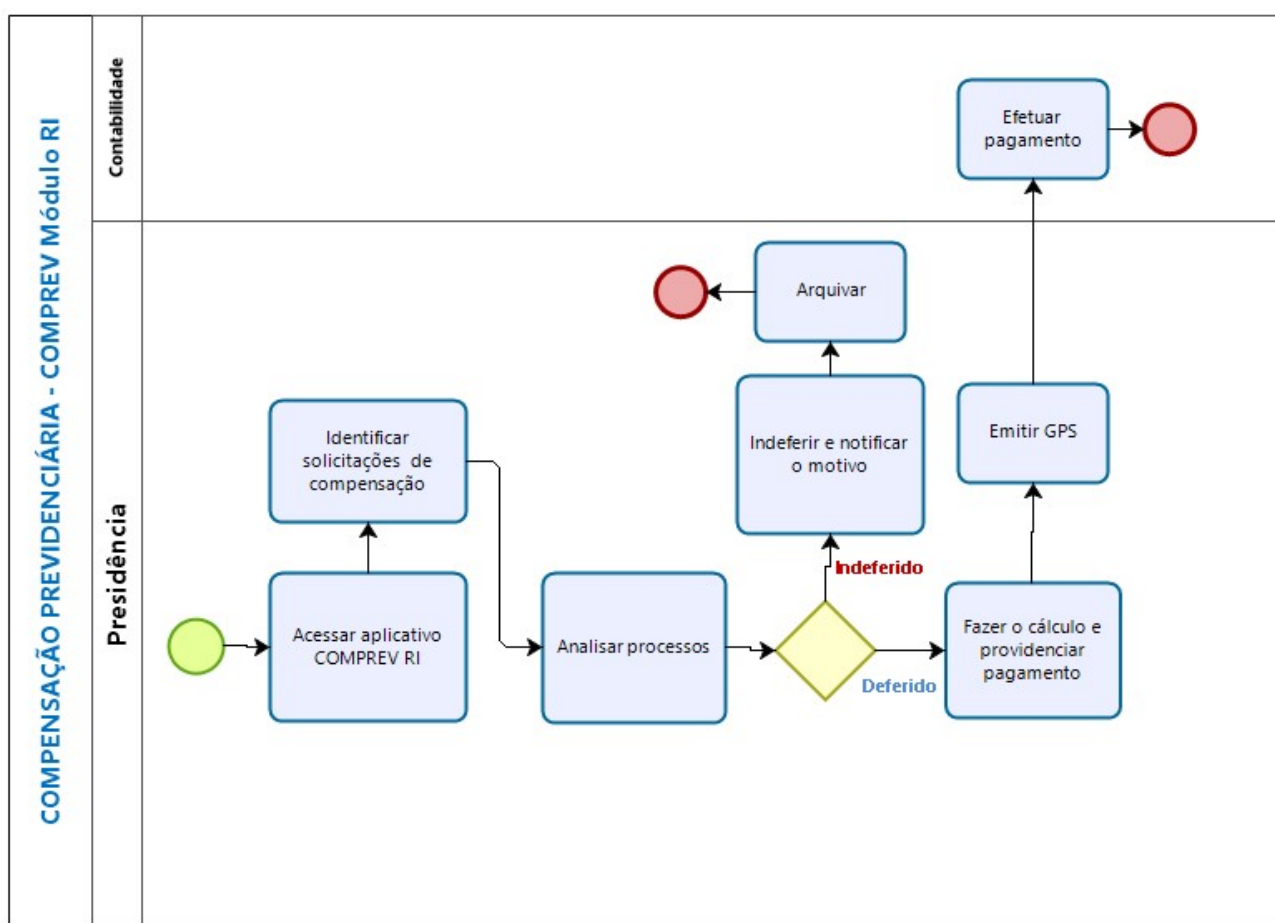 COMPENSAÇÃO PREVIDENCIÁRIA - COMPREV Módulo RI
Contabilidade
Efetuar
pagamento
Presidência
Arquivar
Indeferir e notificar
o motivo
Emitir GPS
Identificar
solicitações de
compensação
Acessar aplicativo
COMPREV RI
Analisar processos
Indeferido
Deferido
Fazer o cálculo e
providenciar
pagamento